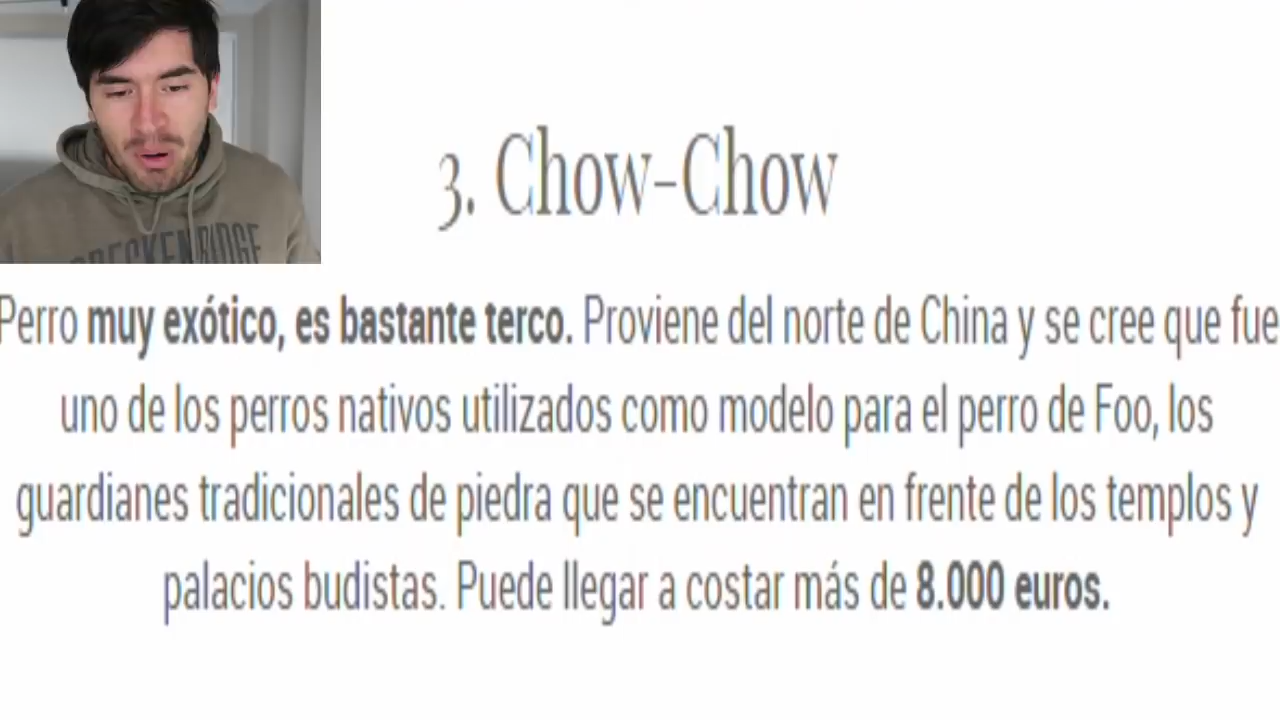 3. Chow-Chow
Perro muy exótico, es bastante terco. Proviene del norte de China y se cree que fue
uno de los perros nativos utilizados como modelo para el perro de Foo, los
guardianes tradicionales de piedra que se encuentran en frente de los templos y
palacios budistas. Puede llegar a costar más de 8.000 euros.